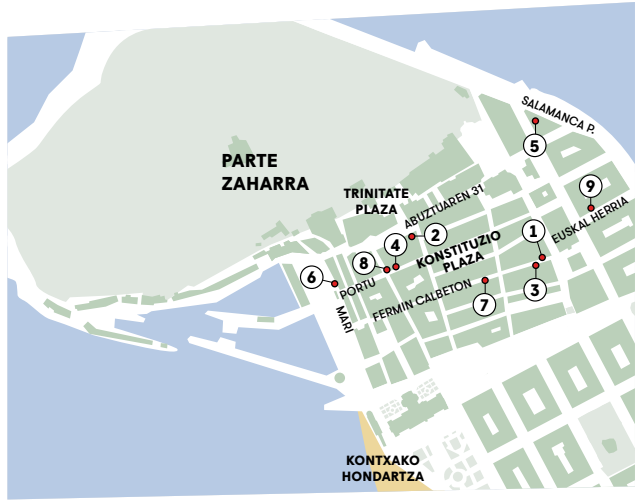 SALAMANCA P.
5
PARTE
ZAHARRA
TRINITATE
PLAZA
ABUZTUAREN 31
9
2
1
EUSKAL HERRIA
4
KONSTITUZIO
PLAZA
8
6
PORTU
3
FERMIN CALBETON
7
MARI
KONTXAKO
HONDARTZA